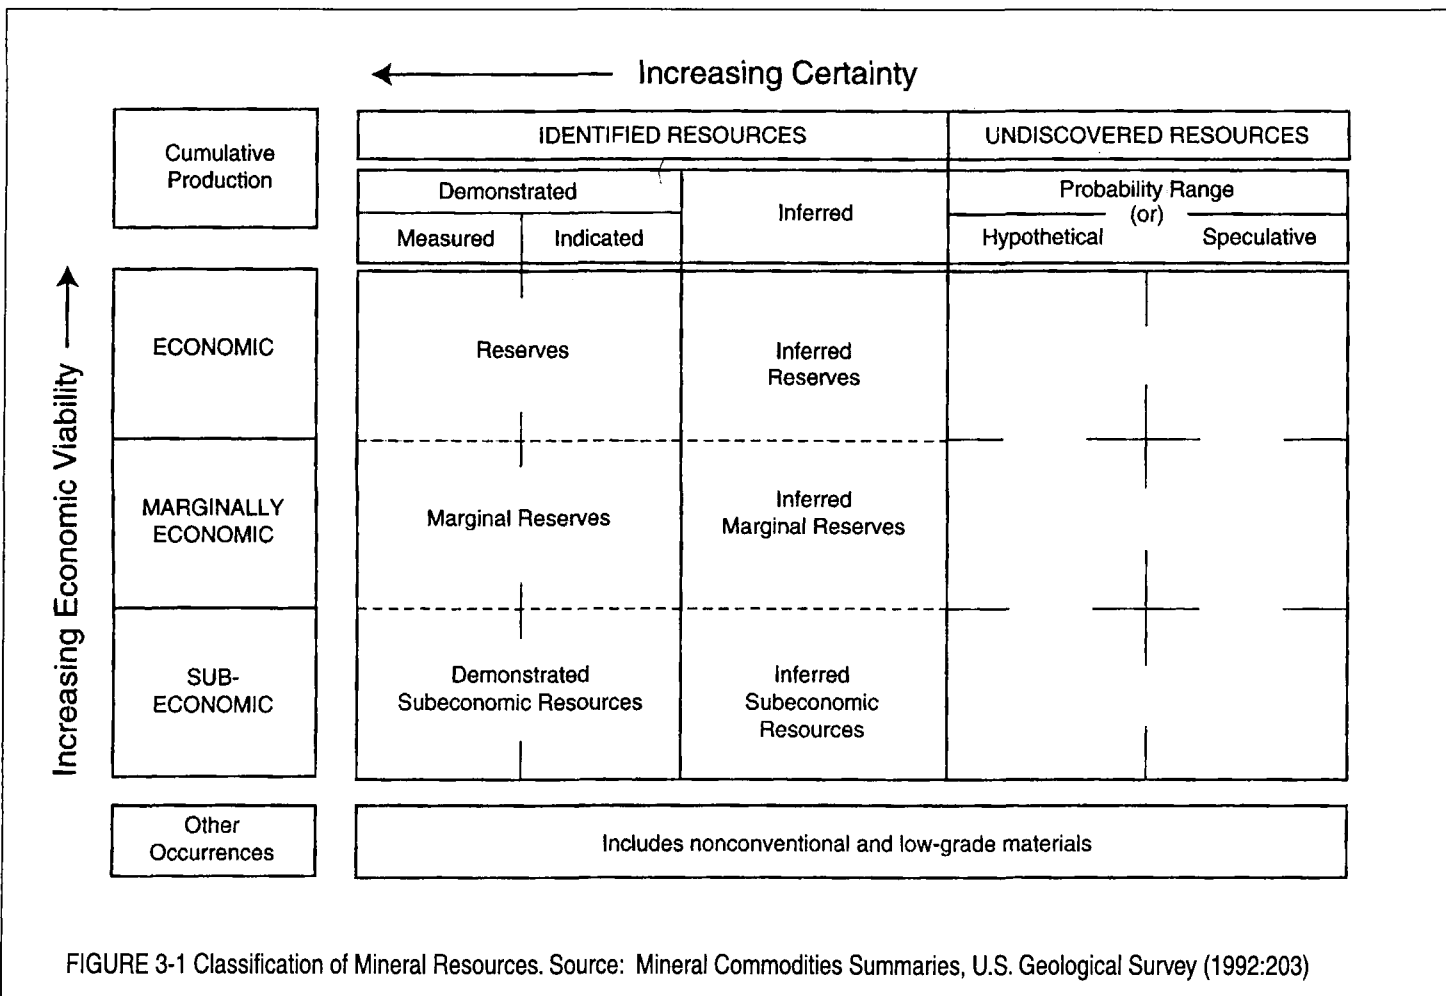 Increasing Certainty
Cumulative
Production
IDENTIFIED RESOURCES
UNDISCOVERED RESOURCES
Demonstrated
Measured
Indicated
Inferred
Probability Range
(or)
Hypothetical
Speculative
Increasing Economic Viability
ECONOMIC
Reserves
Inferred
Reserves
MARGINALLY
ECONOMIC
Marginal Reserves
Inferred
Marginal Reserves
SUB-
ECONOMIC
Demonstrated
Subeconomic Resources
Inferred
Subeconomic
Resources
Other
Occurrences
Includes nonconventional and low-grade materials
FIGURE 3-1 Classification of Mineral Resources. Source: Mineral Commodities Summaries, U.S. Geological Survey (1992:203)